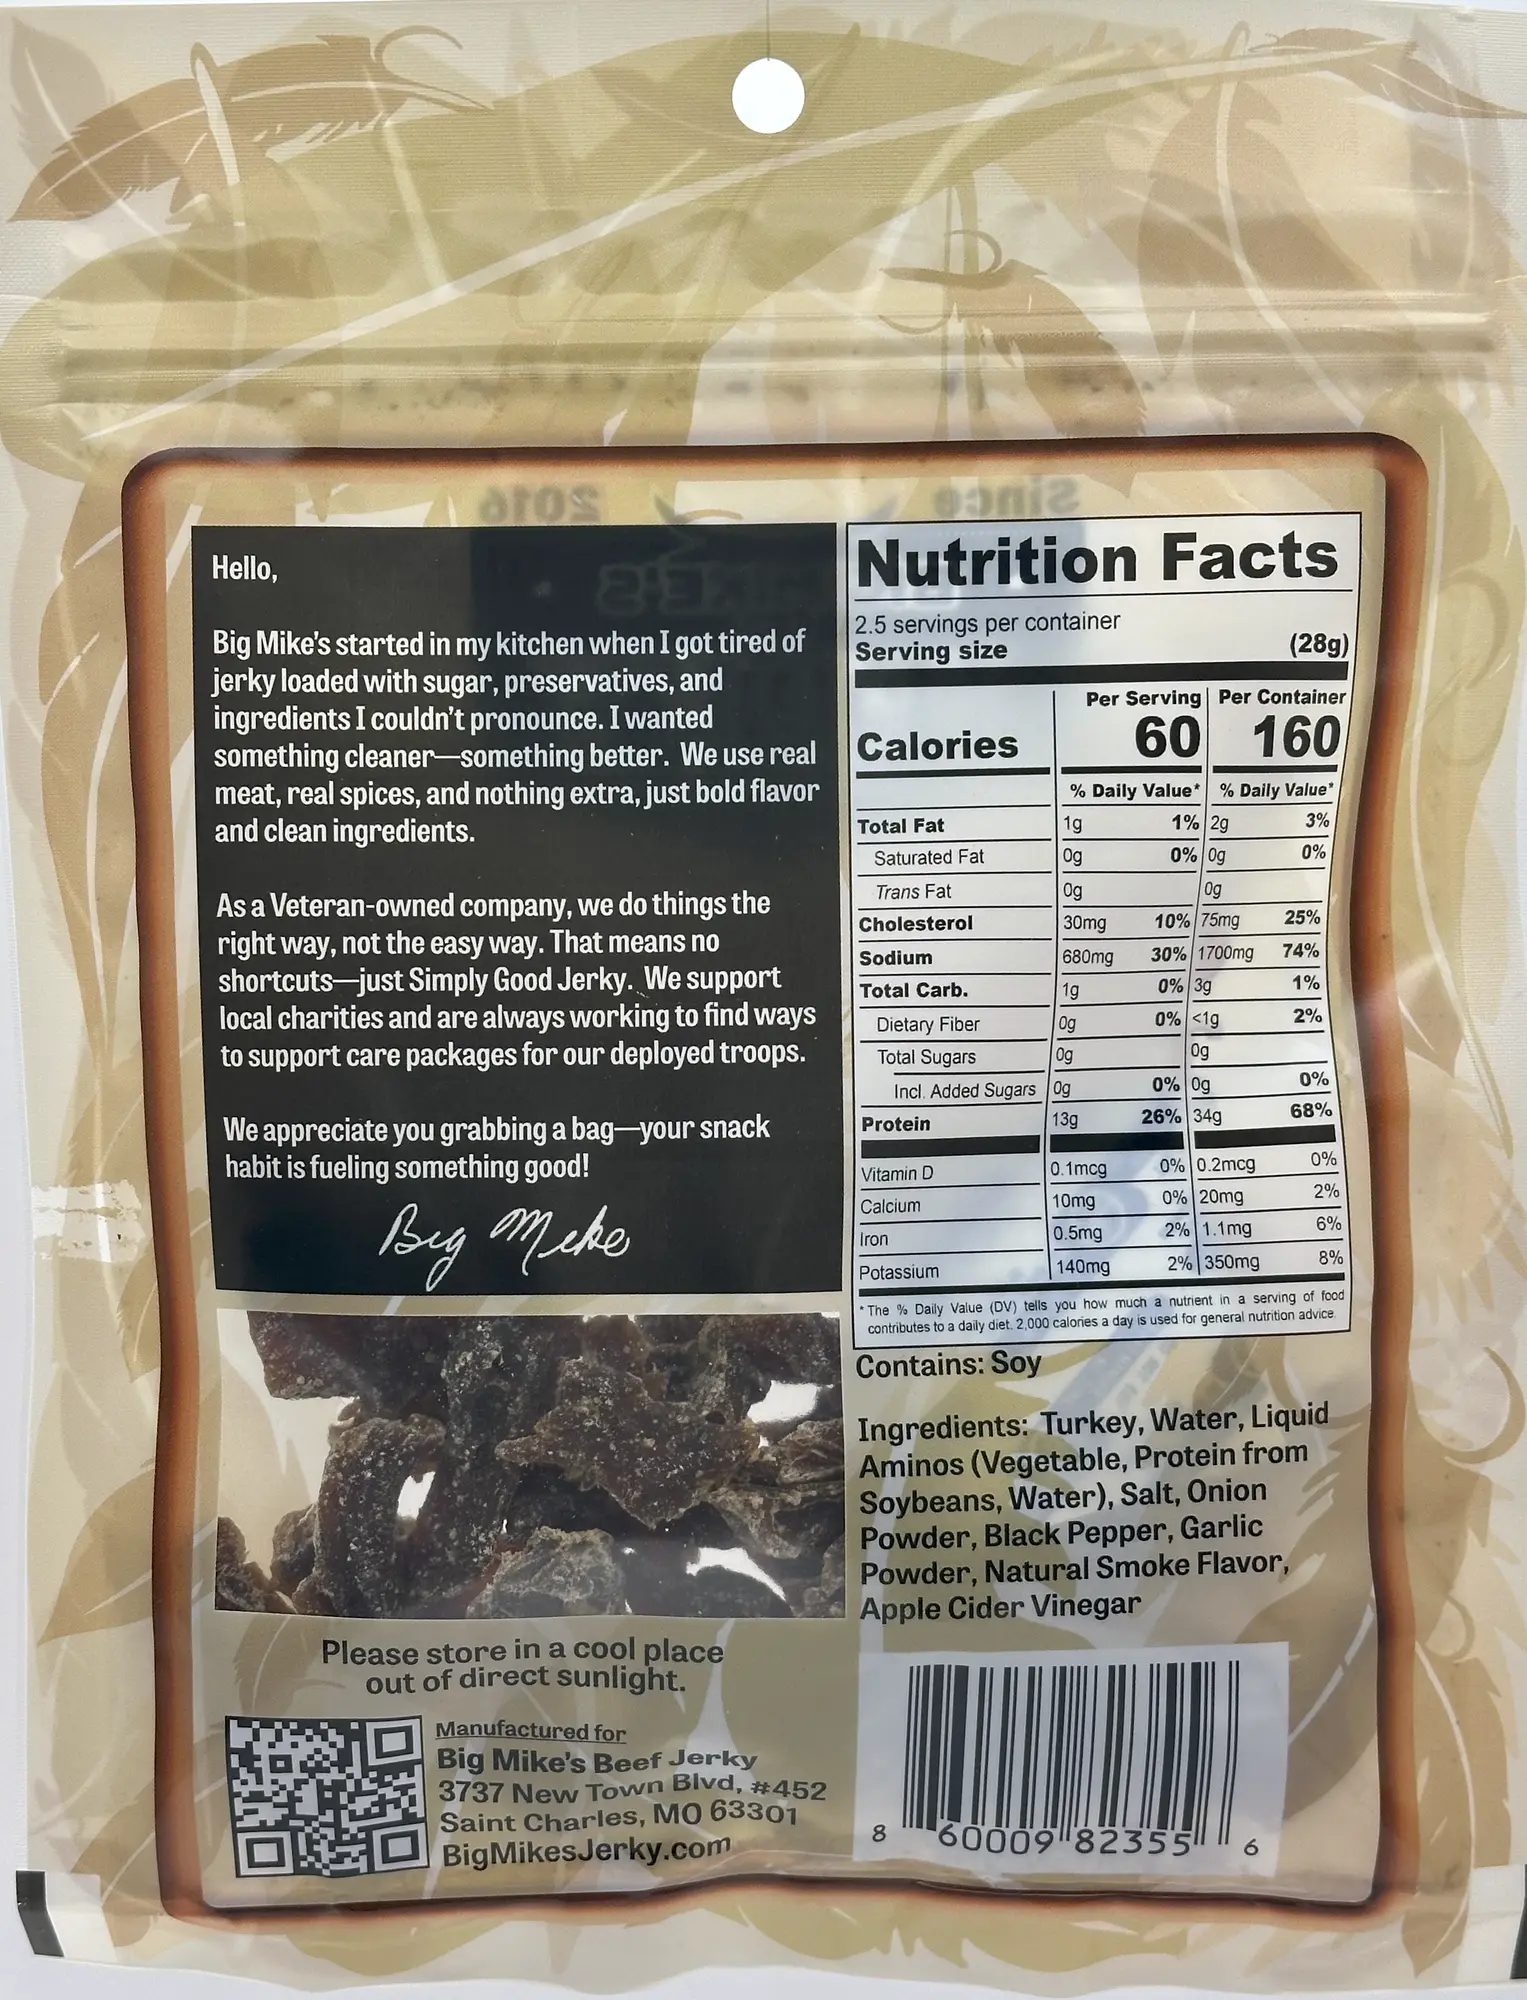 2016
Since
Hello,
Big Mike's started in my kitchen when I got tired of
jerky loaded with sugar, preservatives, and
ingredients I couldn't pronounce. I wanted
something cleaner—something better. We use real
meat, real spices, and nothing extra, just bold flavor
and clean ingredients.
As a Veteran-owned company, we do things the
right way, not the easy way. That means no
shortcuts—just Simply Good Jerky. We support
local charities and are always working to find ways
to support care packages for our deployed troops.
We appreciate you grabbing a bag—your snack
habit is fueling something good!
Big Mike
Please store in a cool place
out of direct sunlight.
Manufactured for
Big Mike's Beef Jerky
3737 New Town Blvd, #452
Saint Charles, MO 63301
BigMikesJerky.com
Nutrition Facts
2.5 servings per container
Serving size (28g)
Per Serving Per Container
Calories 60 160
% Daily Value* % Daily Value*
Total Fat 1g 1% 2g 3%
Saturated Fat 0g 0% 0g 0%
Trans Fat 0g 0g
Cholesterol 30mg 10% 75mg 25%
Sodium 680mg 30% 1700mg 74%
Total Carb. 1g 0% 3g 1%
Dietary Fiber 0g 0% <1g 2%
Total Sugars 0g 0g
Incl. Added Sugars 0g 0% 0g 0%
Protein 13g 26% 34g 68%
Vitamin D 0.1mcg 0% 0.2mcg 0%
Calcium 10mg 0% 20mg 2%
Iron 0.5mg 2% 1.1mg 6%
Potassium 140mg 2% 350mg 8%
* The % Daily Value (DV) tells you how much a nutrient in a serving of food
contributes to a daily diet. 2,000 calories a day is used for general nutrition advice.
Contains: Soy
Ingredients: Turkey, Water, Liquid
Aminos (Vegetable, Protein from
Soybeans, Water), Salt, Onion
Powder, Black Pepper, Garlic
Powder, Natural Smoke Flavor,
Apple Cider Vinegar
8 60009 82355 6